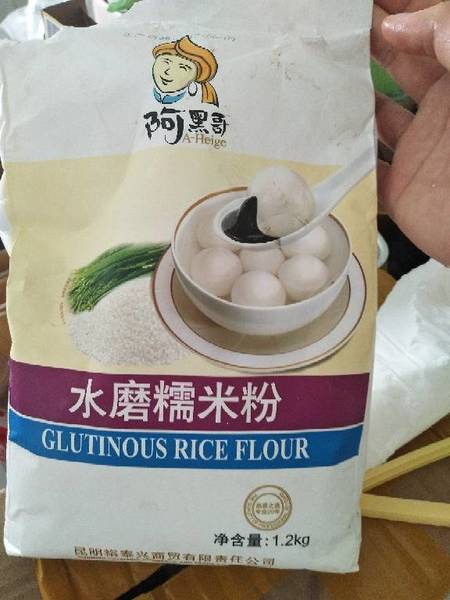 阿黑哥
A-Heige
水磨糯米粉
GLUTINOUS RICE FLOUR
净含量:1.2kg
昆明裕泰兴商贸有限责任公司